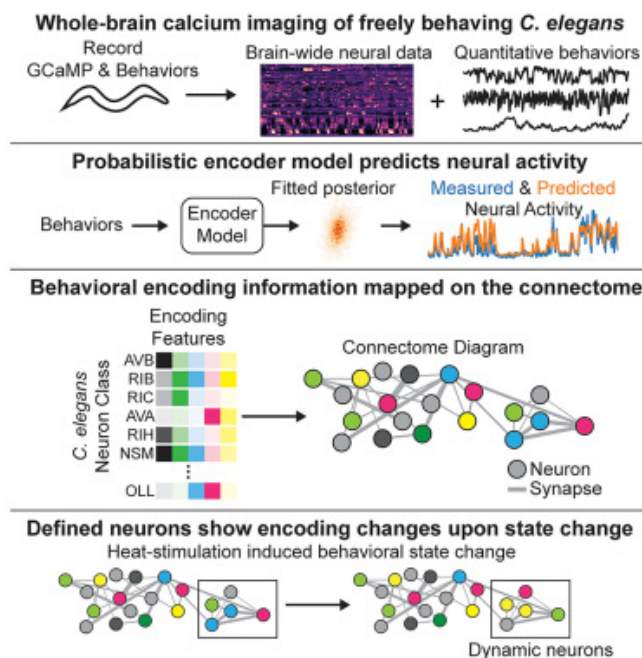 Whole-brain calcium imaging of freely behaving C. elegans
Record
GCaMP & Behaviors
Brain-wide neural data
Quantitative behaviors
+
Probabilistic encoder model predicts neural activity
Behaviors
Encoder
Model
Fitted posterior
Measured & Predicted
Neural Activity
Behavioral encoding information mapped on the connectome
Encoding
Features
C. elegans
Neuron Class
AVB
RIB
RIC
AVA
RIH
NSM
OLL
Connectome Diagram
Neuron
Synapse
Defined neurons show encoding changes upon state change
Heat-stimulation induced behavioral state change
Dynamic neurons